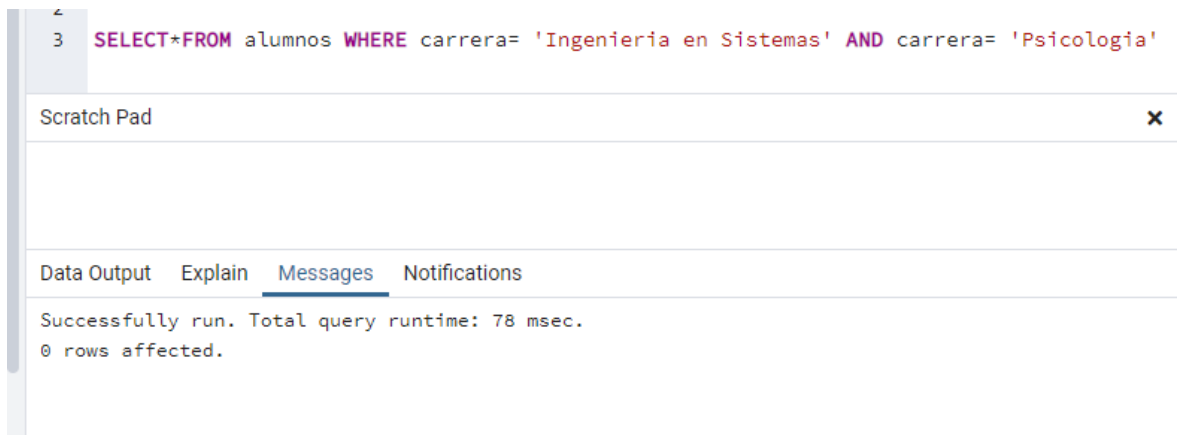 3 SELECT*FROM alumnos WHERE carrera= 'Ingenieria en Sistemas' AND carrera= 'Psicologia'
Scratch Pad ×
Data Output Explain Messages Notifications
Successfully run. Total query runtime: 78 msec.
0 rows affected.